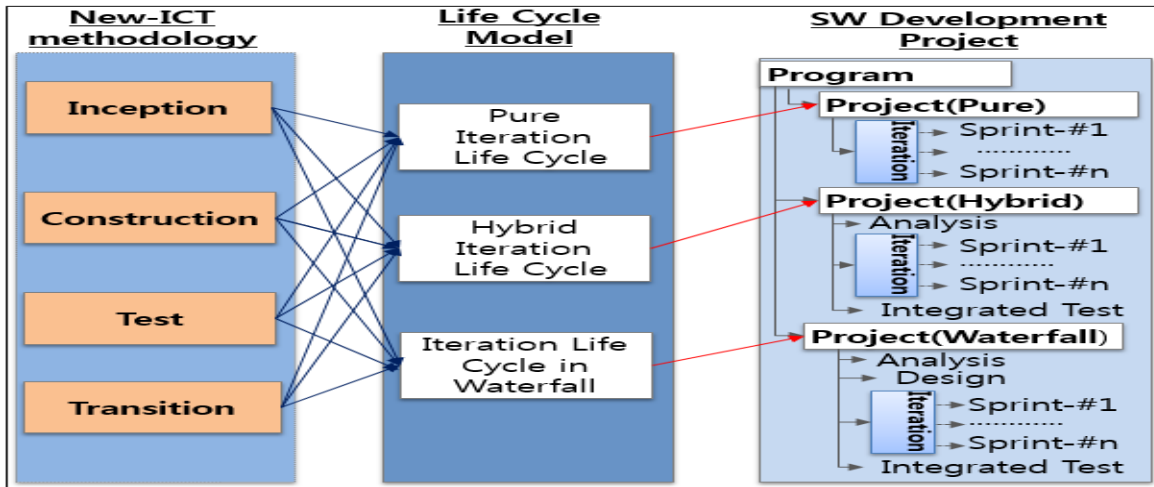 New-ICT
methodology
Inception
Construction
Test
Transition
Life Cycle
Model
Pure
Iteration
Life Cycle
Hybrid
Iteration
Life Cycle
Iteration Life
Cycle in
Waterfall
SW Development
Project
Program
Project(Pure)
Iteration
Sprint-#1
------------
Sprint-#n
Project(Hybrid)
Analysis
Iteration
Sprint-#1
------------
Sprint-#n
Integrated Test
Project(Waterfall)
Analysis
Design
Iteration
Sprint-#1
------------
Sprint-#n
Integrated Test